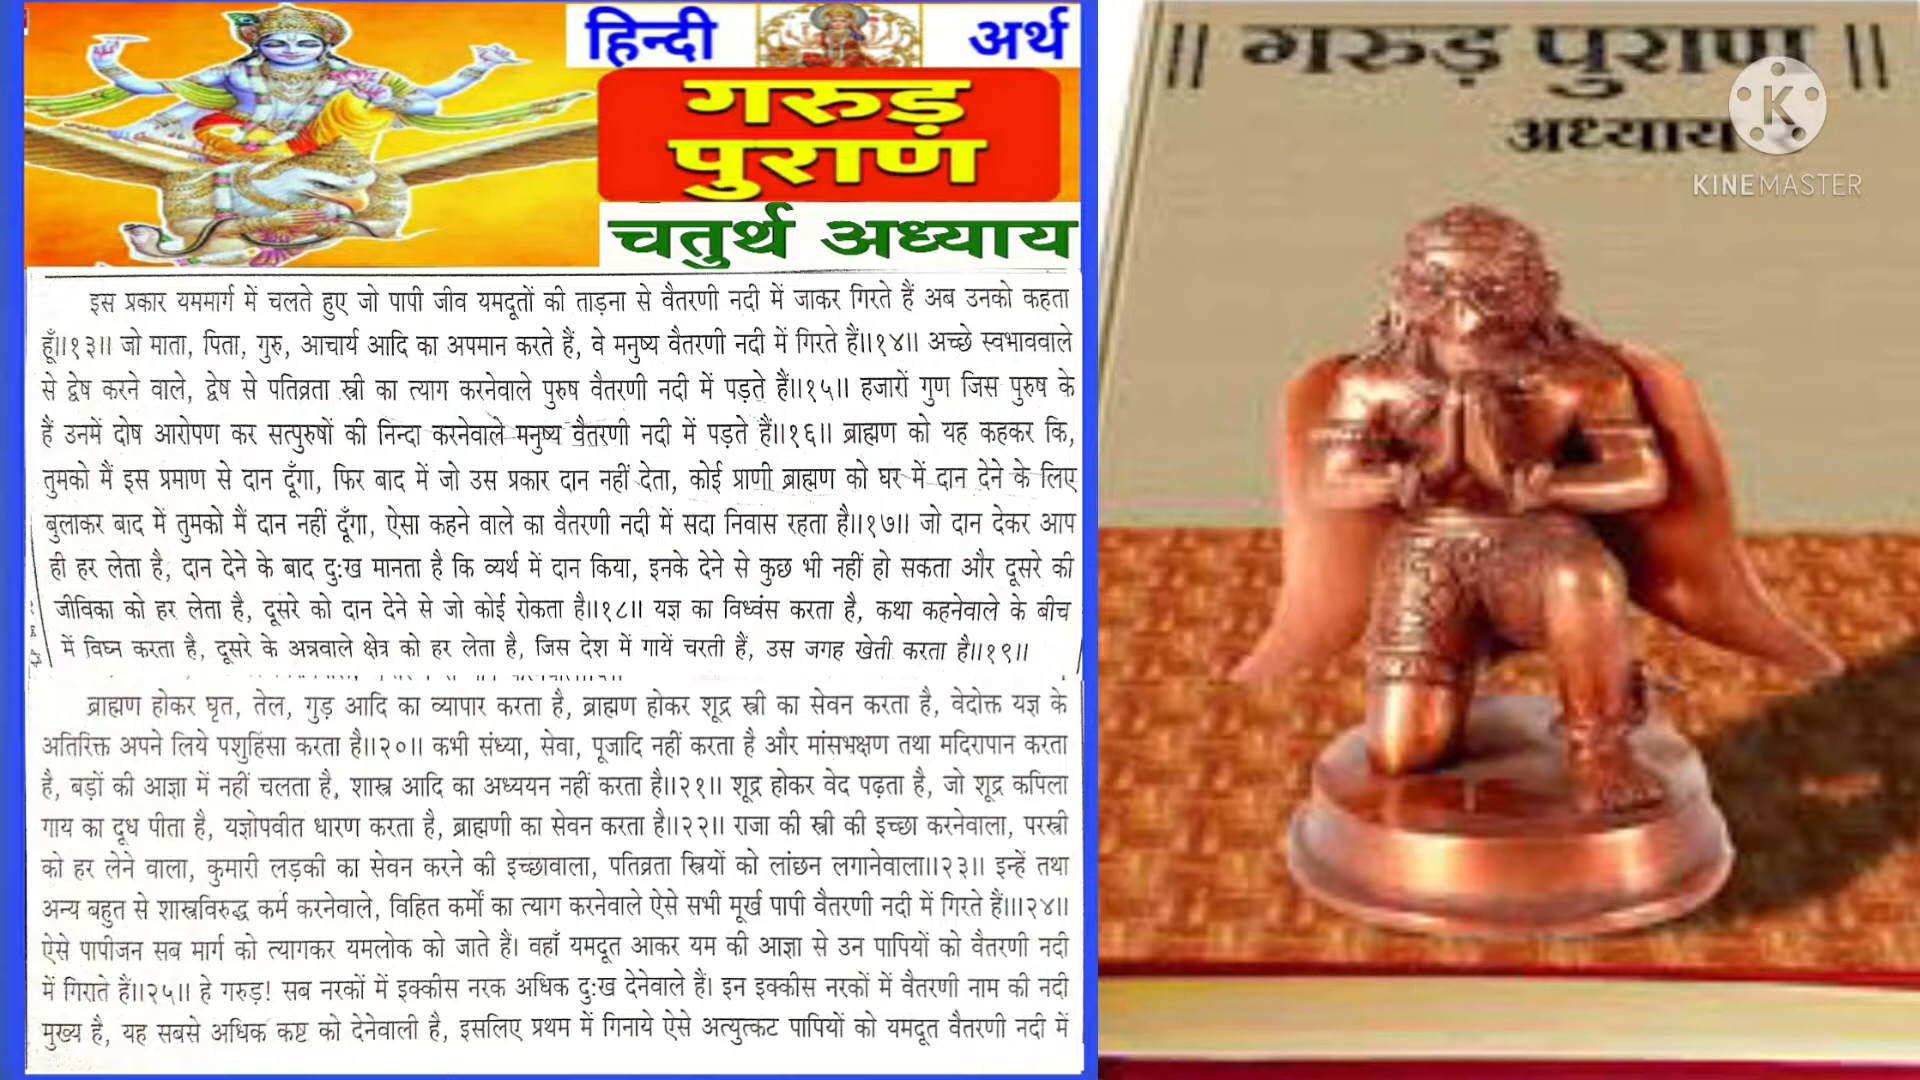 हिन्दी अर्थ
गरुड़
पुराण
चतुर्थ अध्याय
इस प्रकार यममार्ग में चलते हुए जो पापी जीव यमदूतों की ताड़ना से वैतरणी नदी में जाकर गिरते हैं अब उनको कहता
हूँ॥१३॥ जो माता, पिता, गुरु, आचार्य आदि का अपमान करते हैं, वे मनुष्य वैतरणी नदी में गिरते हैं॥१४॥ अच्छे स्वभाववाले
से द्वेष करने वाले, द्वेष से पतिव्रता स्त्री का त्याग करनेवाले पुरुष वैतरणी नदी में पड़ते हैं॥१५॥ हजारों गुण जिस पुरुष के
हैं उनमें दोष आरोपण कर सत्पुरुषों की निन्दा करनेवाले मनुष्य वैतरणी नदी में पड़ते हैं॥१६॥ ब्राह्मण को यह कहकर कि,
तुमको मैं इस प्रमाण से दान दूँगा, फिर बाद में जो उस प्रकार दान नहीं देता, कोई प्राणी ब्राह्मण को घर में दान देने के लिए
बुलाकर बाद में तुमको मैं दान नहीं दूँगा, ऐसा कहने वाले का वैतरणी नदी में सदा निवास रहता है॥१७॥ जो दान देकर आप
ही हर लेता है, दान देने के बाद दुःख मानता है कि व्यर्थ में दान किया, इनके देने से कुछ भी नहीं हो सकता और दूसरे की
जीविका को हर लेता है, दूसरे को दान देने से जो कोई रोकता है॥१८॥ यज्ञ का विध्वंस करता है, कथा कहनेवाले के बीच
में विघ्न करता है, दूसरे के अन्नवाले क्षेत्र को हर लेता है, जिस देश में गायें चरती हैं, उस जगह खेती करता है॥१९॥
ब्राह्मण होकर घृत, तेल, गुड़ आदि का व्यापार करता है, ब्राह्मण होकर शूद्र स्त्री का सेवन करता है, वेदोक्त यज्ञ के
अतिरिक्त अपने लिये पशुहिंसा करता है॥२०॥ कभी संध्या, सेवा, पूजादि नहीं करता है और मांसभक्षण तथा मदिरापान करता
है, बड़ों की आज्ञा में नहीं चलता है, शास्त्र आदि का अध्ययन नहीं करता है॥२१॥ शूद्र होकर वेद पढ़ता है, जो शूद्र कपिला
गाय का दूध पीता है, यज्ञोपवीत धारण करता है, ब्राह्मणी का सेवन करता है॥२२॥ राजा की स्त्री की इच्छा करनेवाला, परस्त्री
को हर लेने वाला, कुमारी लड़की का सेवन करने की इच्छावाला, पतिव्रता स्त्रियों को लांछन लगानेवाला॥२३॥ इन्हें तथा
अन्य बहुत से शास्त्रविरुद्ध कर्म करनेवाले, विहित कर्मों का त्याग करनेवाले ऐसे सभी मूर्ख पापी वैतरणी नदी में गिरते हैं॥।२४॥
ऐसे पापीजन सब मार्ग को त्यागकर यमलोक को जाते हैं। वहाँ यमदूत आकर यम की आज्ञा से उन पापियों को वैतरणी नदी
में गिराते हैं॥२५॥ हे गरुड़! सब नरकों में इक्कीस नरक अधिक दुःख देनेवाले हैं। इन इक्कीस नरकों में वैतरणी नाम की नदी
मुख्य है, यह सबसे अधिक कष्ट को देनेवाली है, इसलिए प्रथम में गिनाये ऐसे अत्युत्कट पापियों को यमदूत वैतरणी नदी में
॥ गरुड़ पुराण ॥
अध्याय
K
KINEMASTER